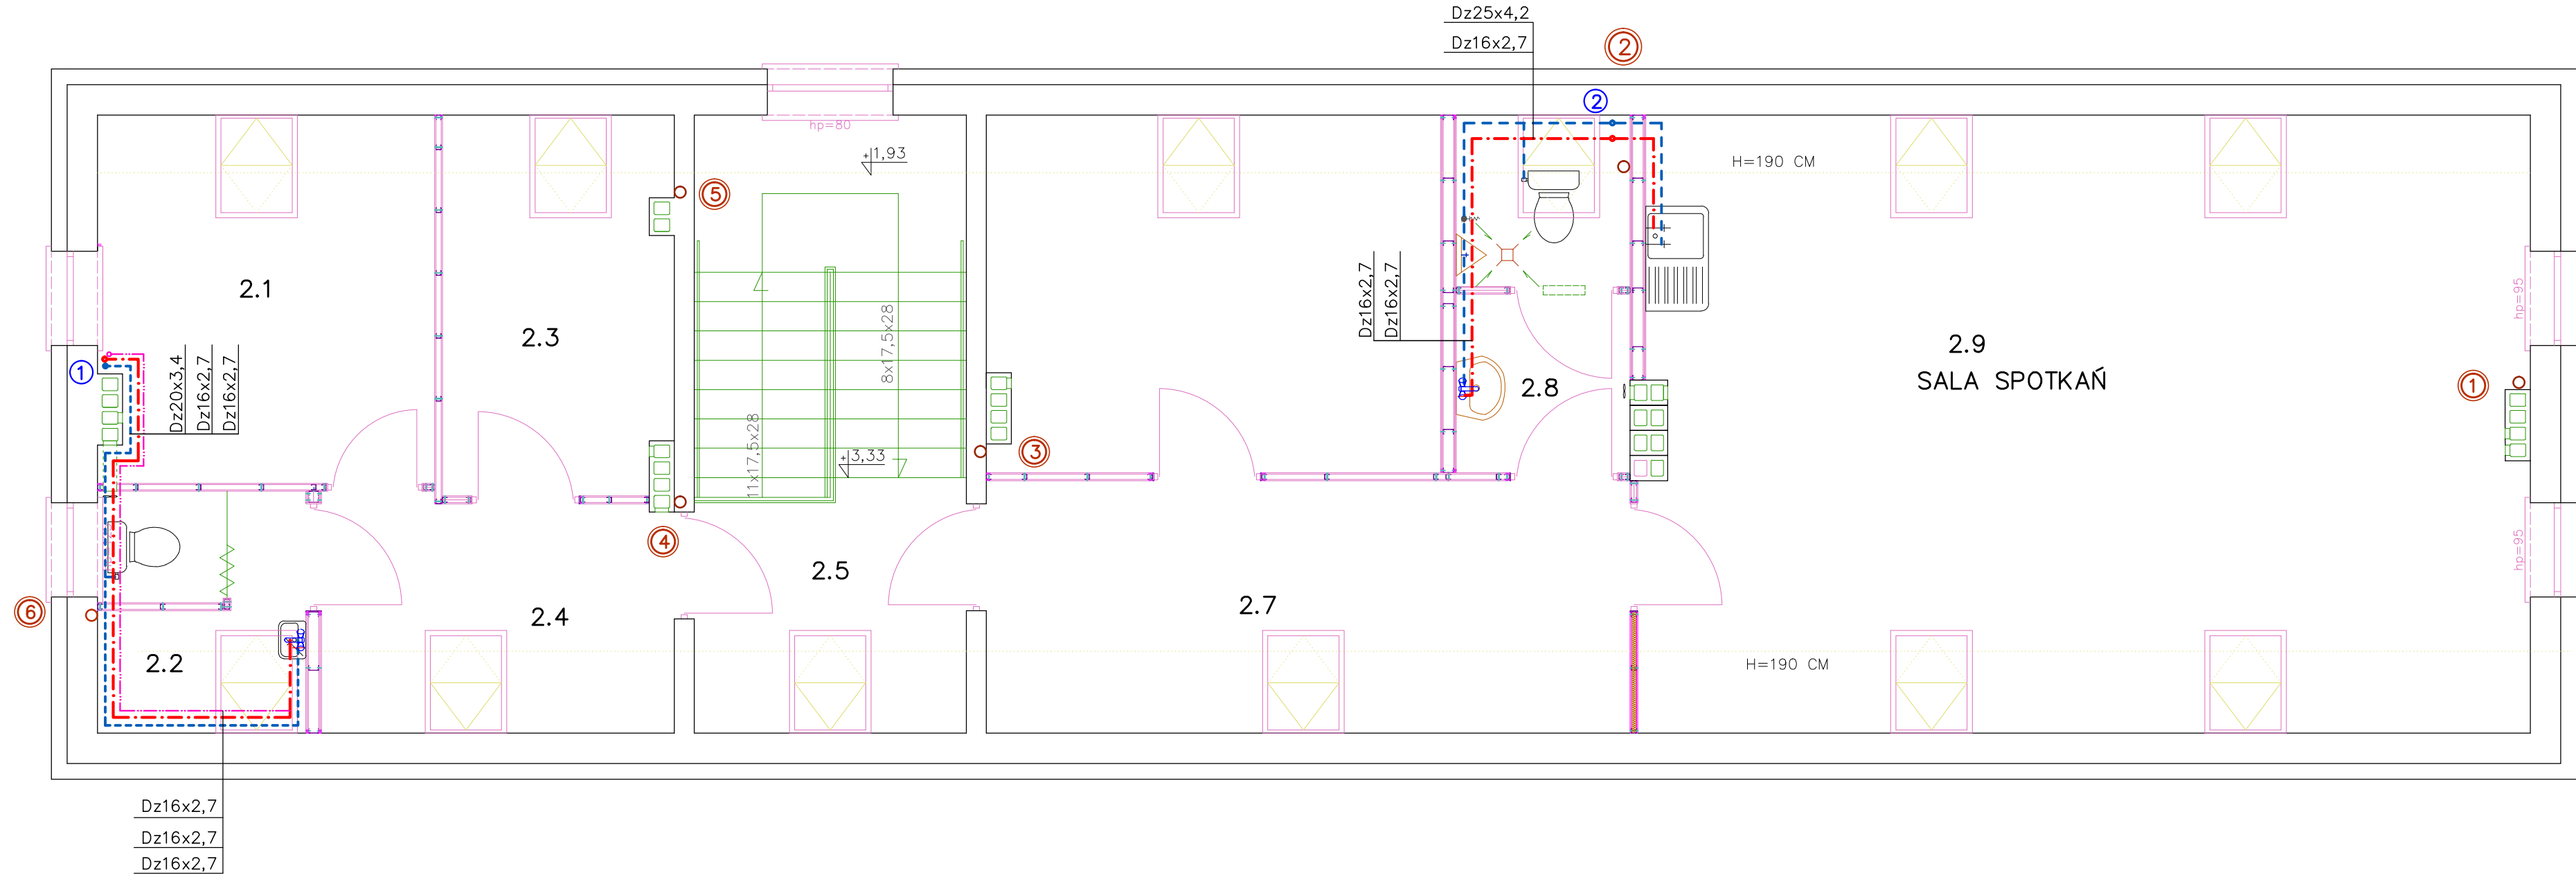 Dz25x4,2
Dz16x2,7
2
2
hp=80
+1,93
H=190 CM
5
2.1
2.3
8x17,5x28
11x17,5x28
+3,33
Dz16x2,7
Dz16x2,7
hp=95
2.9
SALA SPOTKAŃ
1
Dz20x3,4
Dz16x2,7
Dz16x2,7
2.8
1
3
4
2.5
hp=95
6
2.4
2.7
2.2
H=190 CM
Dz16x2,7
Dz16x2,7
Dz16x2,7